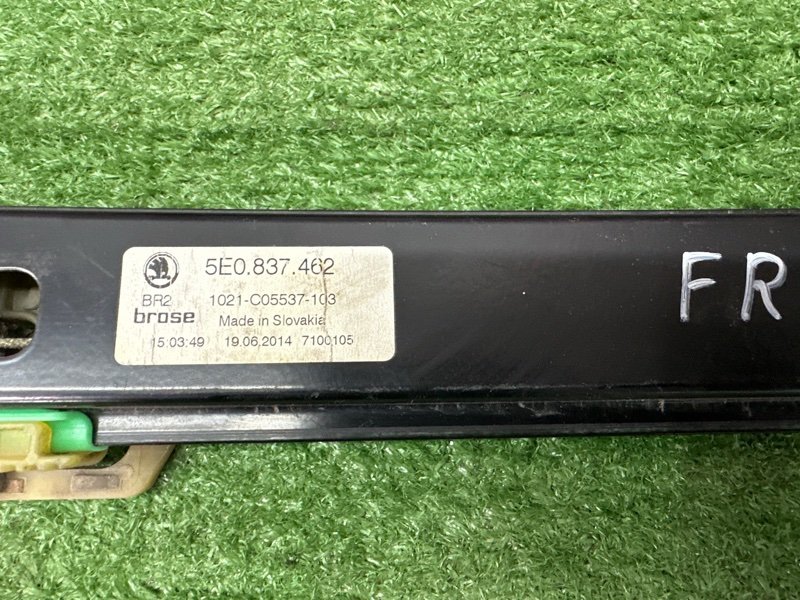 5E0.837.462
BR2 1021-C05537-103
brose Made in Slovakia
15:03:49 19.06.2014 7100105
FR